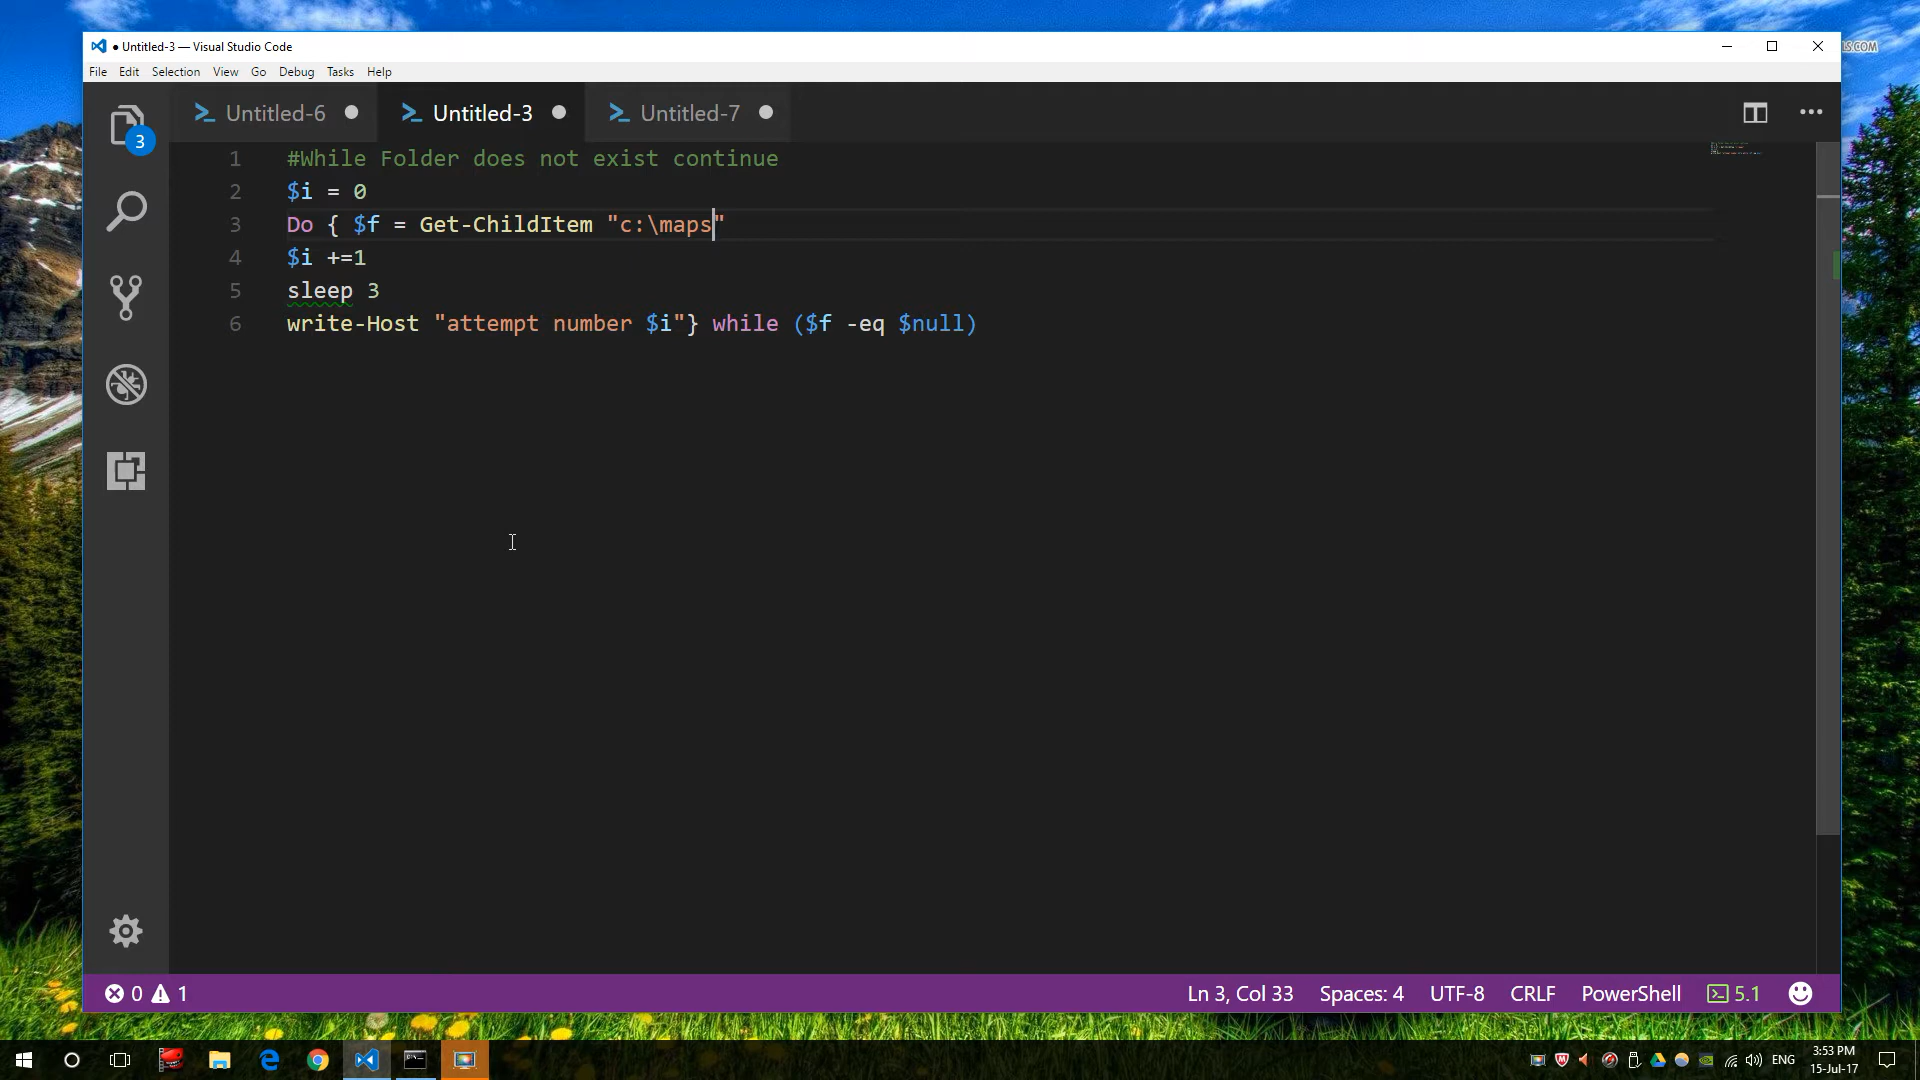 ● Untitled-3 — Visual Studio Code
S.COM
File Edit Selection View Go Debug Tasks Help
Untitled-6 Untitled-3 Untitled-7
3
1 #While Folder does not exist continue
2 $i = 0
3 Do { $f = Get-ChildItem "c:\maps"
4 $i +=1
5 sleep 3
6 write-Host "attempt number $i"} while ($f -eq $null)
0 1 Ln 3, Col 33 Spaces: 4 UTF-8 CRLF PowerShell 5.1
ENG 3:53 PM
15-Jul-17